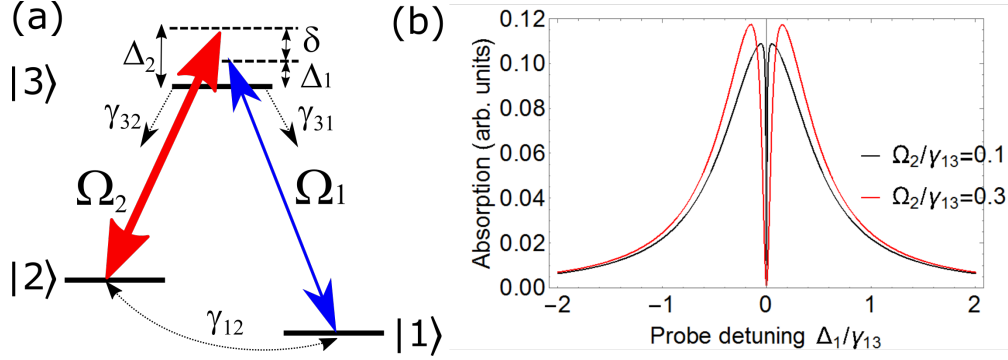 (a)
Δ₂
δ
Δ₁
|3⟩
γ₃₂
γ₃₁
Ω₂
Ω₁
|2⟩
γ₁₂
|1⟩
(b)
Absorption (arb. units)
0.12
0.10
0.08
0.06
0.04
0.02
0.00
Ω₂/γ₁₃=0.1
Ω₂/γ₁₃=0.3
−2 −1 0 1 2
Probe detuning Δ₁/γ₁₃